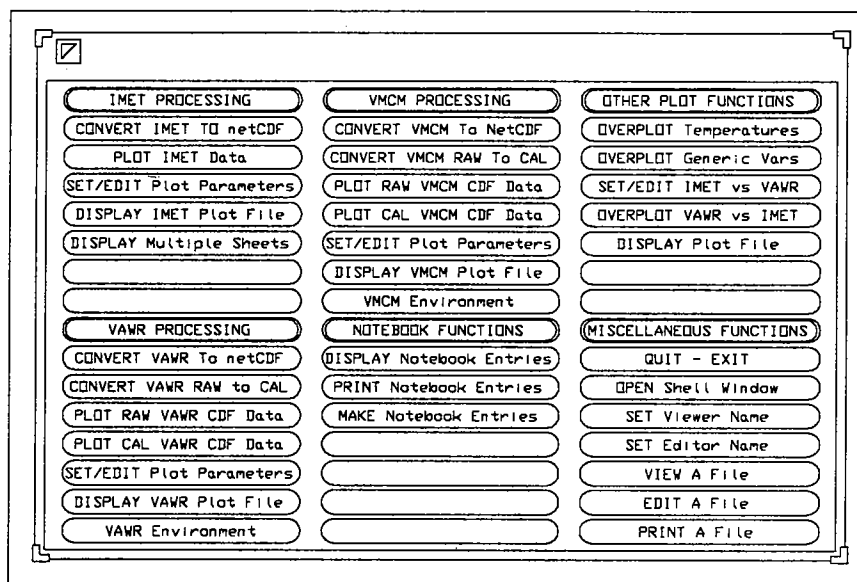 IMET PROCESSING
CONVERT IMET TO netCDF
PLOT IMET Data
SET/EDIT Plot Parameters
DISPLAY IMET Plot File
DISPLAY Multiple Sheets
VAWR PROCESSING
CONVERT VAWR To netCDF
CONVERT VAWR RAW to CAL
PLOT RAW VAWR CDF Data
PLOT CAL VAWR CDF Data
SET/EDIT Plot Parameters
DISPLAY VAWR Plot File
VAWR Environment
VMCM PROCESSING
CONVERT VMCM To NetCDF
CONVERT VMCM RAW To CAL
PLOT RAW VMCM CDF Data
PLOT CAL VMCM CDF Data
SET/EDIT Plot Parameters
DISPLAY VMCM Plot File
VMCM Environment
NOTEBOOK FUNCTIONS
DISPLAY Notebook Entries
PRINT Notebook Entries
MAKE Notebook Entries
OTHER PLOT FUNCTIONS
OVERPLOT Temperatures
OVERPLOT Generic Vars
SET/EDIT IMET vs VAWR
OVERPLOT VAWR vs IMET
DISPLAY Plot File
MISCELLANEOUS FUNCTIONS
QUIT - EXIT
OPEN Shell Window
SET Viewer Name
SET Editor Name
VIEW A File
EDIT A File
PRINT A File